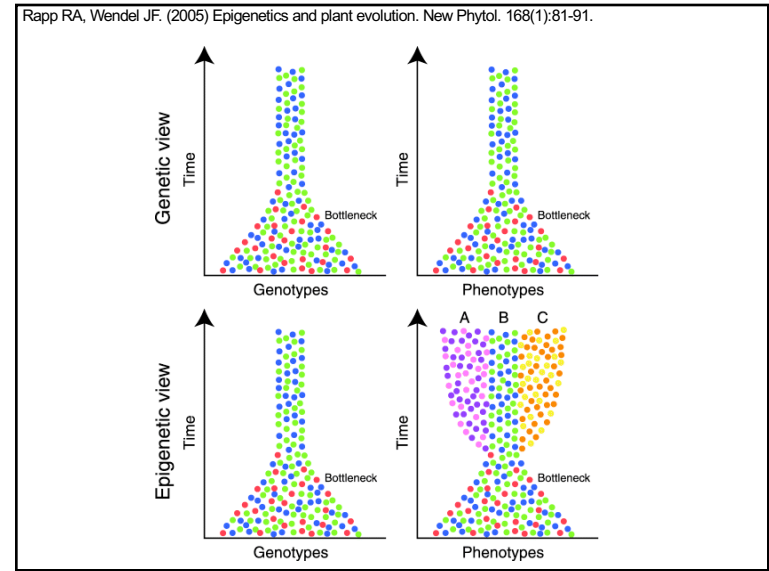 Rapp RA, Wendel JF. (2005) Epigenetics and plant evolution. New Phytol. 168(1):81-91.
Genetic view
Time
Bottleneck
Genotypes
Time
Bottleneck
Phenotypes
Epigenetic view
Time
Bottleneck
Genotypes
A B C
Time
Bottleneck
Phenotypes